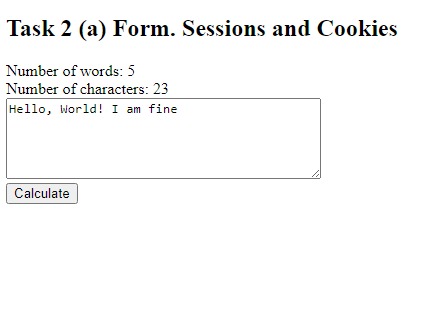 Task 2 (a) Form. Sessions and Cookies
Number of words: 5
Number of characters: 23
Hello, World! I am fine
Calculate